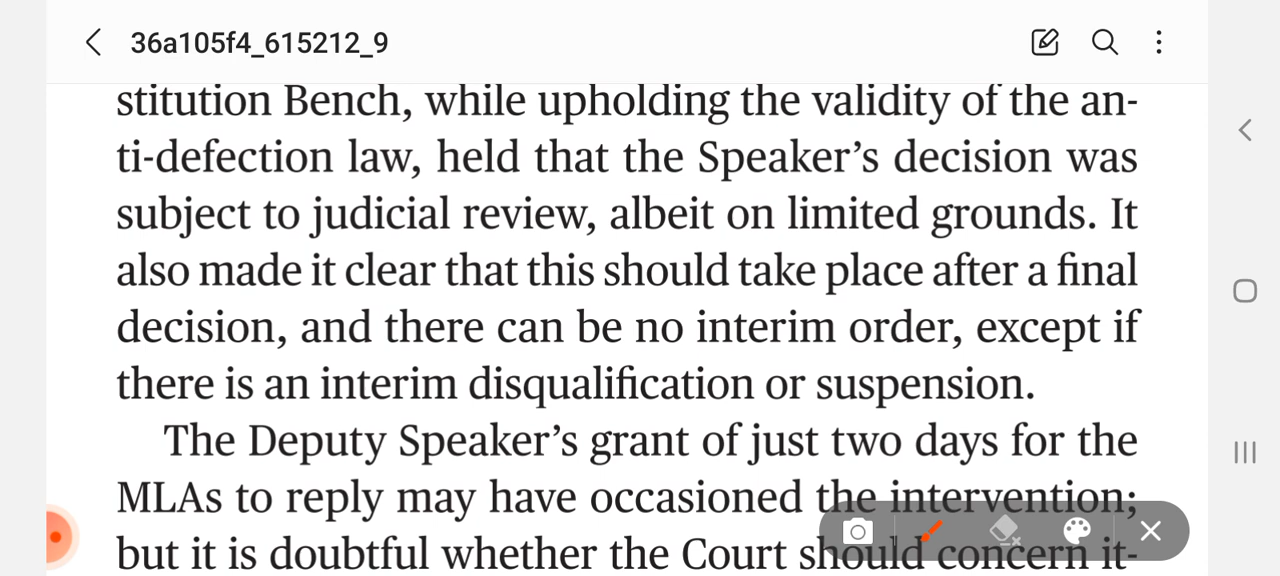 36a105f4_615212_9
stitution Bench, while upholding the validity of the an-
ti-defection law, held that the Speaker’s decision was
subject to judicial review, albeit on limited grounds. It
also made it clear that this should take place after a final
decision, and there can be no interim order, except if
there is an interim disqualification or suspension.
The Deputy Speaker’s grant of just two days for the
MLAs to reply may have occasioned the intervention;
but it is doubtful whether the Court should concern it-